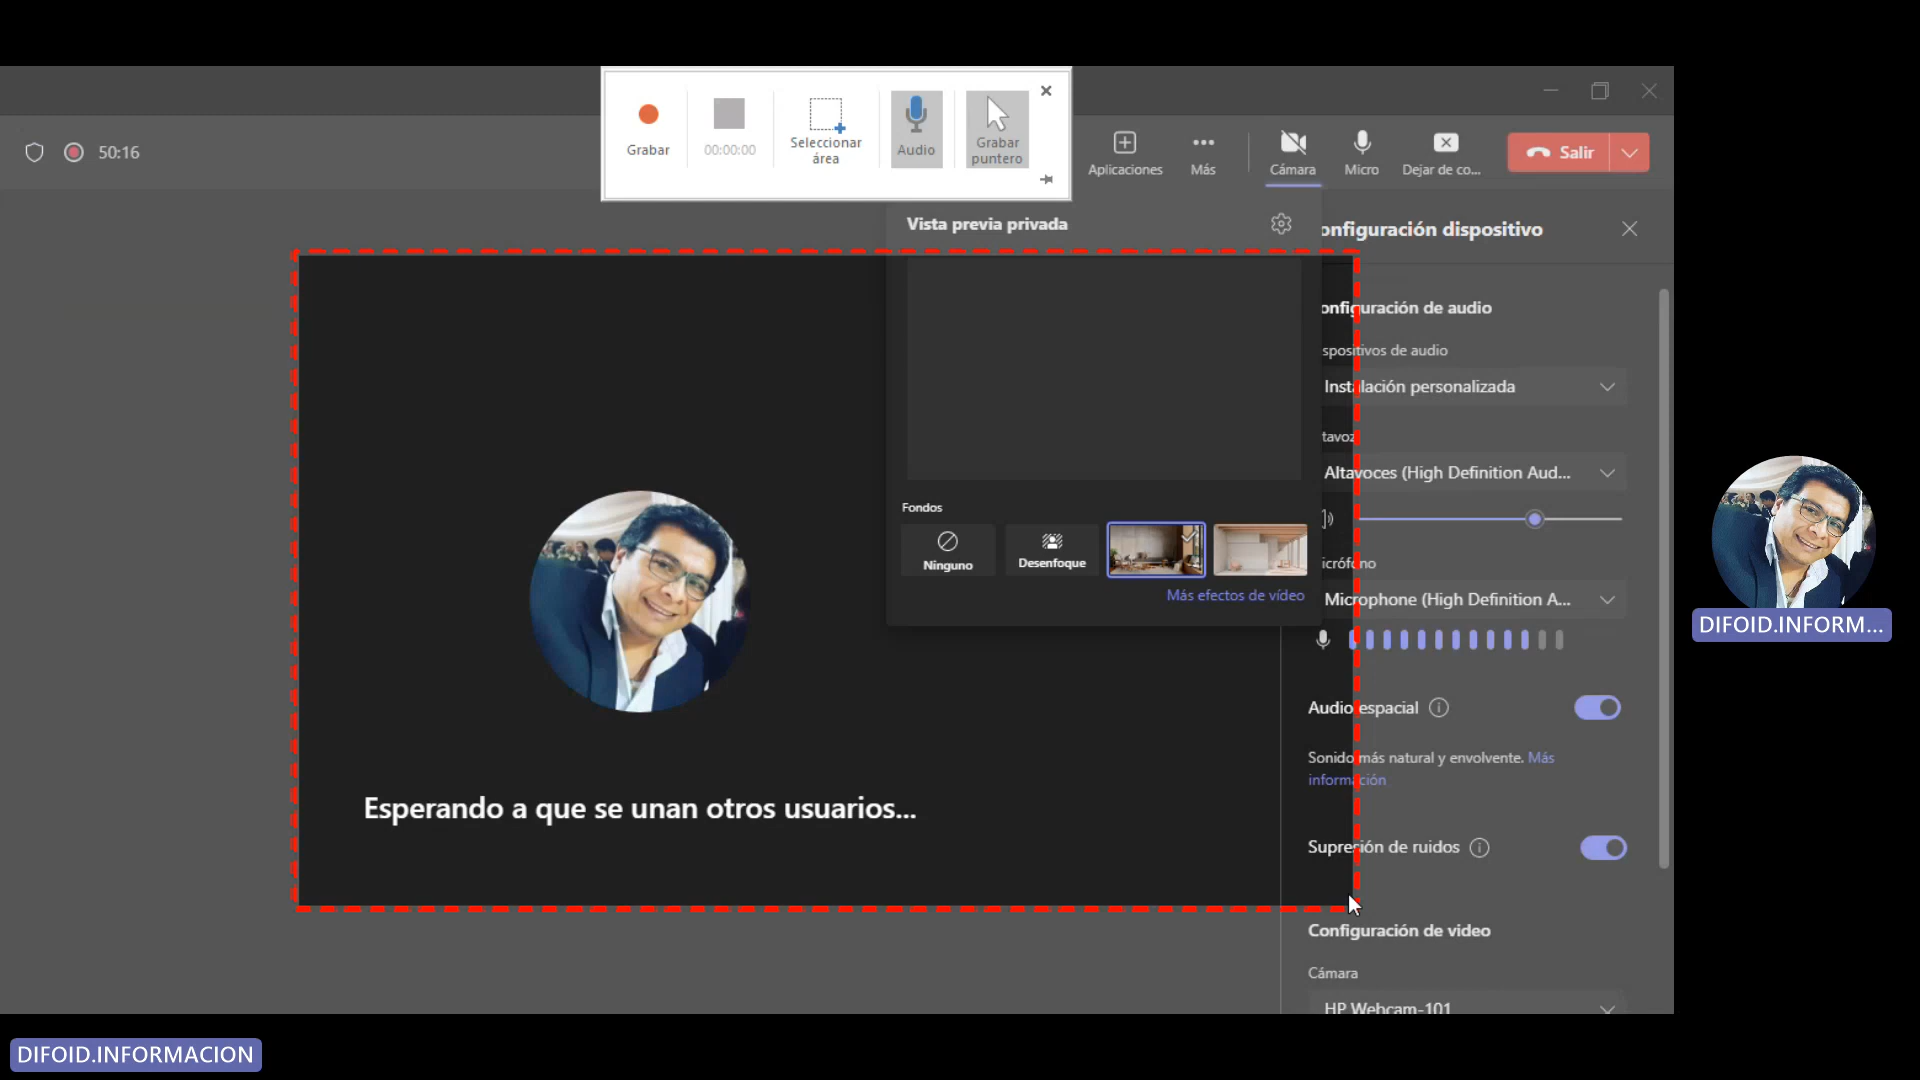 50:16
Grabar
00:00:00
Seleccionar
área
Audio
Grabar
puntero
Aplicaciones
Más
Cámara
Micro
Dejar de co...
Salir
Vista previa privada
onfiguración dispositivo
onfiguración de audio
spositivos de audio
Instalación personalizada
tavoz
Altavoces (High Definition Aud...
Fondos
Ninguno
Desenfoque
Más efectos de vídeo
icrófono
Microphone (High Definition A...
Audio espacial
Sonido más natural y envolvente. Más
información
Supresión de ruidos
Configuración de video
Cámara
HP Webcam-101
Esperando a que se unan otros usuarios...
DIFOID.INFORM...
DIFOID.INFORMACION